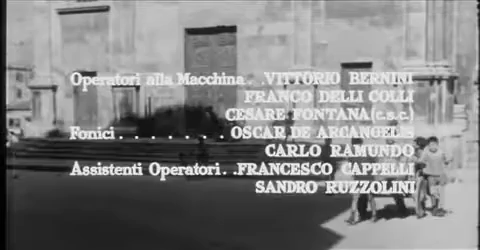 Operatori alla Macchina. . .VITTORIO BERNINI
FRANCO DELLI COLLI
CESARE FONTANA(c.s.c.)
Fonici . . . . . . . OSCAR DE ARCANGELIS
CARLO RAMUNDO
Assistenti Operatori. .FRANCESCO CAPPELLI
SANDRO RUZZOLINI